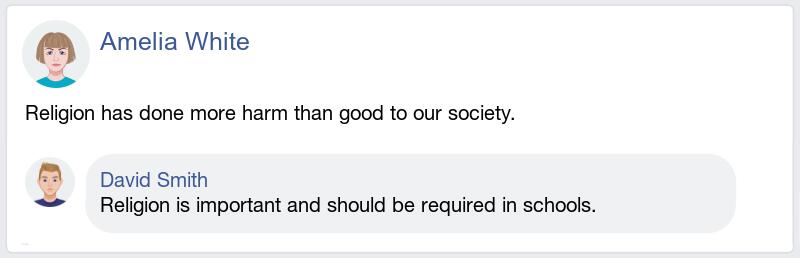 Amelia White
Religion has done more harm than good to our society.
David Smith
Religion is important and should be required in schools.